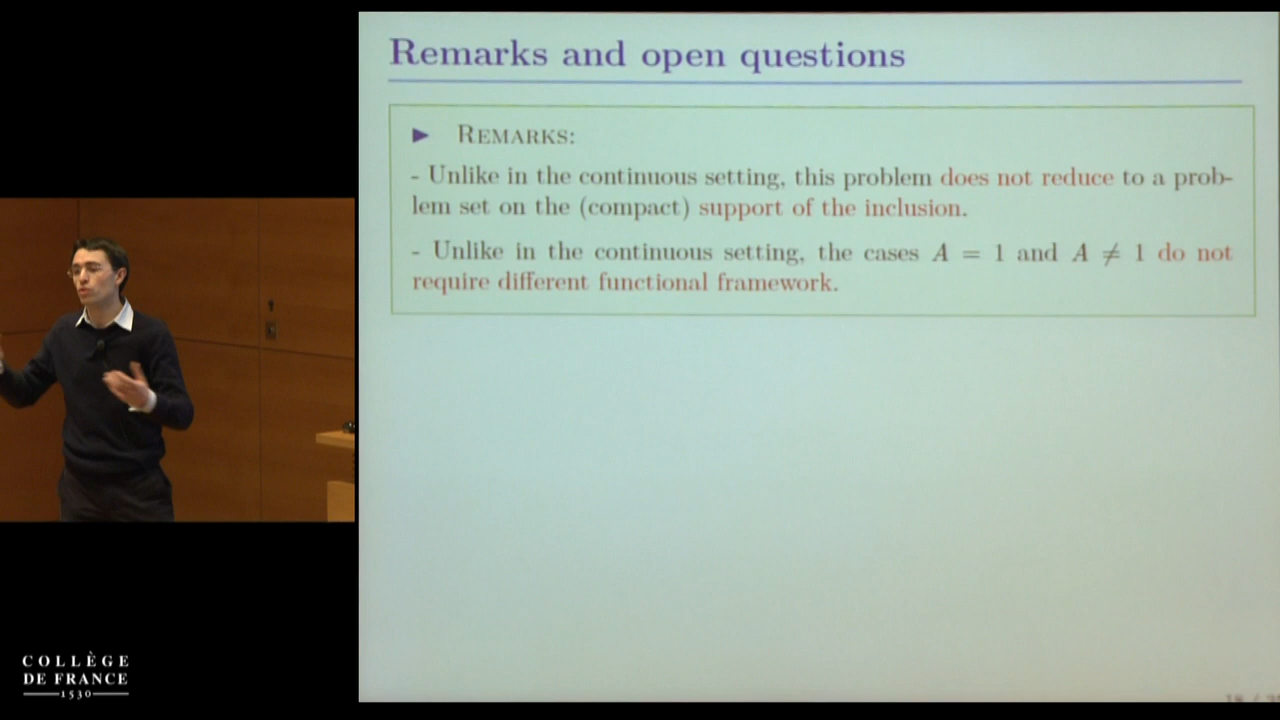 Remarks and open questions
► REMARKS:
- Unlike in the continuous setting, this problem does not reduce to a prob-
lem set on the (compact) support of the inclusion.
- Unlike in the continuous setting, the cases A = 1 and A ≠ 1 do not
require different functional framework.
COLLÈGE
DE FRANCE
1530